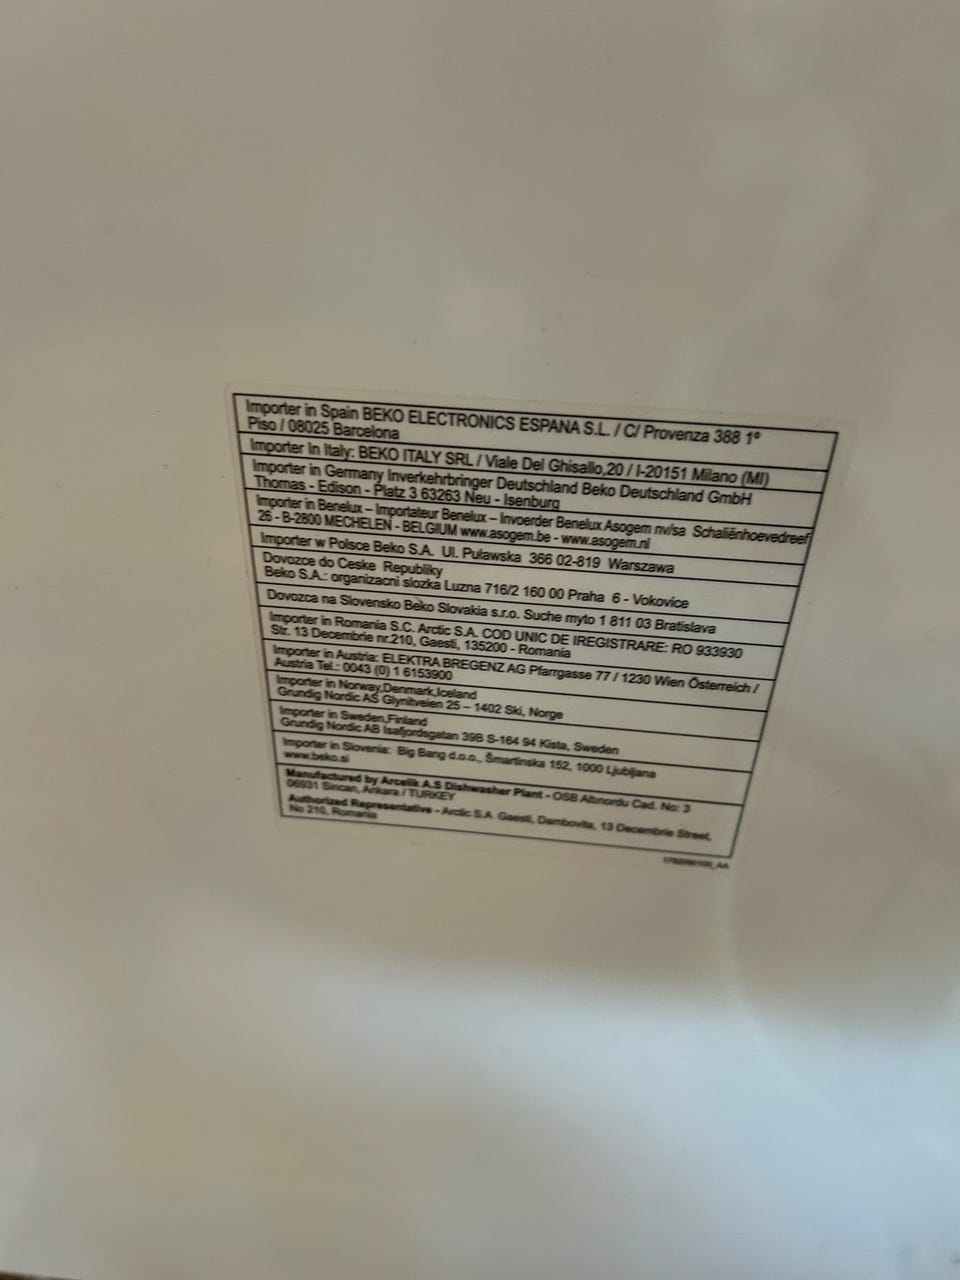 Importer in Spain BEKO ELECTRONICS ESPANA S.L. / C/ Provenza 388 1º
Piso / 08025 Barcelona
Importer In Italy: BEKO ITALY SRL / Viale Del Ghisallo,20 / I-20151 Milano (MI)
Importer in Germany Inverkehrbringer Deutschland Beko Deutschland GmbH
Thomas - Edison - Platz 3 63263 Neu - Isenburg
Importer in Benelux – Importateur Benelux – Invoerder Benelux Asogem nv/sa Schaliënhoevedreef
26 - B-2800 MECHELEN - BELGIUM www.asogem.be - www.asogem.nl
Importer w Polsce Beko S.A. Ul. Puławska 366 02-819 Warszawa
Dovozce do Ceske Republiky
Beko S.A.: organizacni slozka Luzna 716/2 160 00 Praha 6 - Vokovice
Dovozca na Slovensko Beko Slovakia s.r.o. Suche myto 1 811 03 Bratislava
Importer in Romania S.C. Arctic S.A. COD UNIC DE IREGISTRARE: RO 933930
Str. 13 Decembrie nr.210, Gaesti, 135200 - Romania
Importer in Austria: ELEKTRA BREGENZ AG Pfarrgasse 77 / 1230 Wien Österreich /
Austria Tel.: 0043 (0) 1 6153900
Importer in Norway,Denmark,Iceland
Grundig Nordic AS Glynitveien 25 – 1402 Ski, Norge
Importer in Sweden,Finland
Grundig Nordic AB Isafjordsgatan 39B S-164 94 Kista, Sweden
Importer in Slovenia: Big Bang d.o.o., Šmartinska 152, 1000 Ljubljana
www.beko.si
Manufactured by Arcelik A.S Dishwasher Plant - OSB Altınordu Cad. No: 3
06931 Sincan, Ankara / TURKEY
Authorized Representative - Arctic S.A Gaesti, Dambovita, 13 Decembrie Street,
No 210, Romania